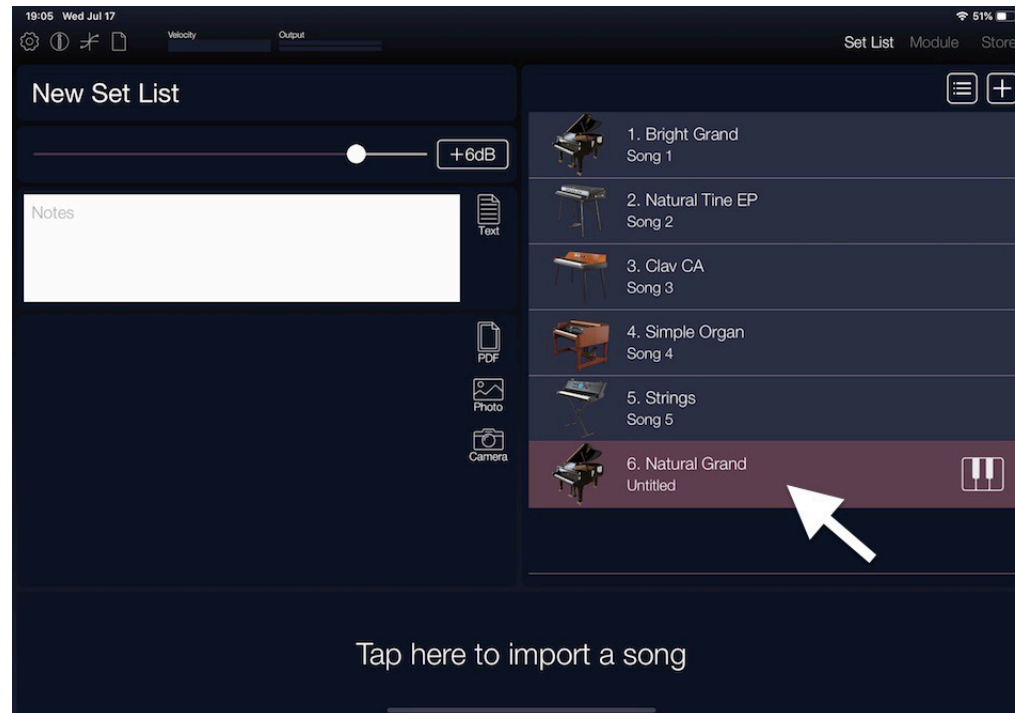 19:05 Wed Jul 17
51%
Velocity
Output
Set List Module Store
New Set List
+6dB
Notes
Text
PDF
Photo
Camera
1. Bright Grand
Song 1
2. Natural Tine EP
Song 2
3. Clav CA
Song 3
4. Simple Organ
Song 4
5. Strings
Song 5
6. Natural Grand
Untitled
Tap here to import a song